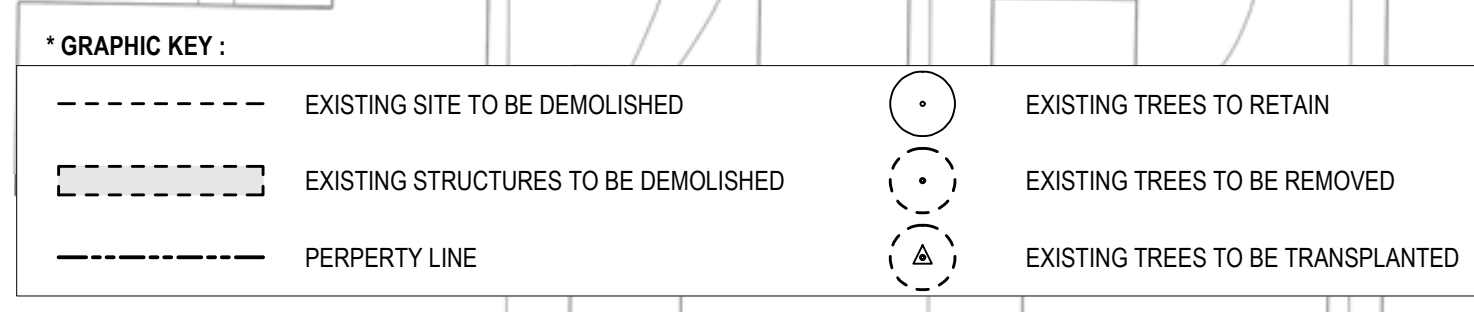 * GRAPHIC KEY :
EXISTING SITE TO BE DEMOLISHED
EXISTING STRUCTURES TO BE DEMOLISHED
PERPERTY LINE
EXISTING TREES TO RETAIN
EXISTING TREES TO BE REMOVED
EXISTING TREES TO BE TRANSPLANTED